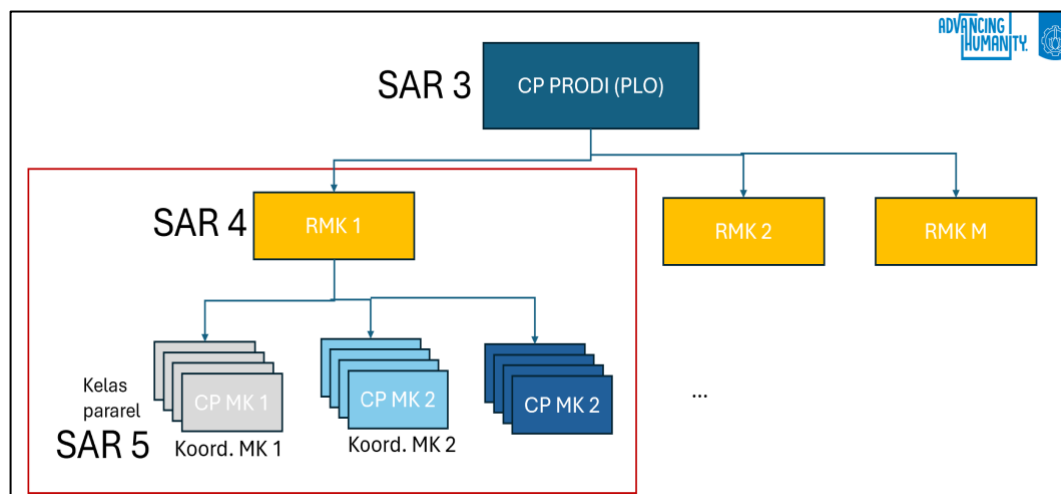 ADVANCING
HUMANITY.
SAR 3
CP PRODI (PLO)
SAR 4
RMK 1
RMK 2
RMK M
Kelas
pararel
SAR 5
CP MK 1
CP MK 2
CP MK 2
...
Koord. MK 1
Koord. MK 2